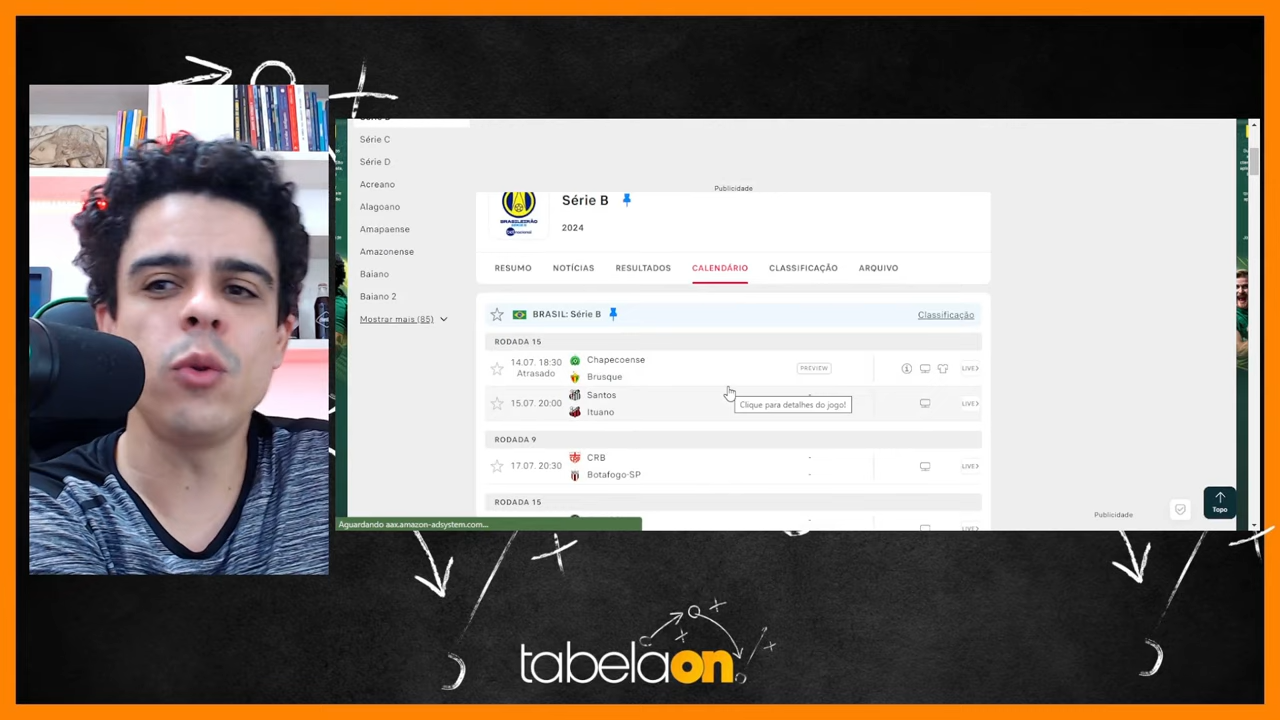 Série C
Série D
Acreano
Alagoano
Amapaense
Amazonense
Baiano
Baiano 2
Mostrar mais (85)
Publicidade
Série B
2024
RESUMO NOTÍCIAS RESULTADOS CALENDÁRIO CLASSIFICAÇÃO ARQUIVO
BRASIL: Série B Classificação
RODADA 15
14.07. 18:30 Chapecoense
Atrasado Brusque PREVIEW LIVE
15.07. 20:00 Santos - LIVE
Ituano
Clique para detalhes do jogo!
RODADA 9
17.07. 20:30 CRB - LIVE
Botafogo-SP -
RODADA 15
-
LIVE
Publicidade
Topo
Aguardando aax.amazon-adsystem.com...
tabelaon